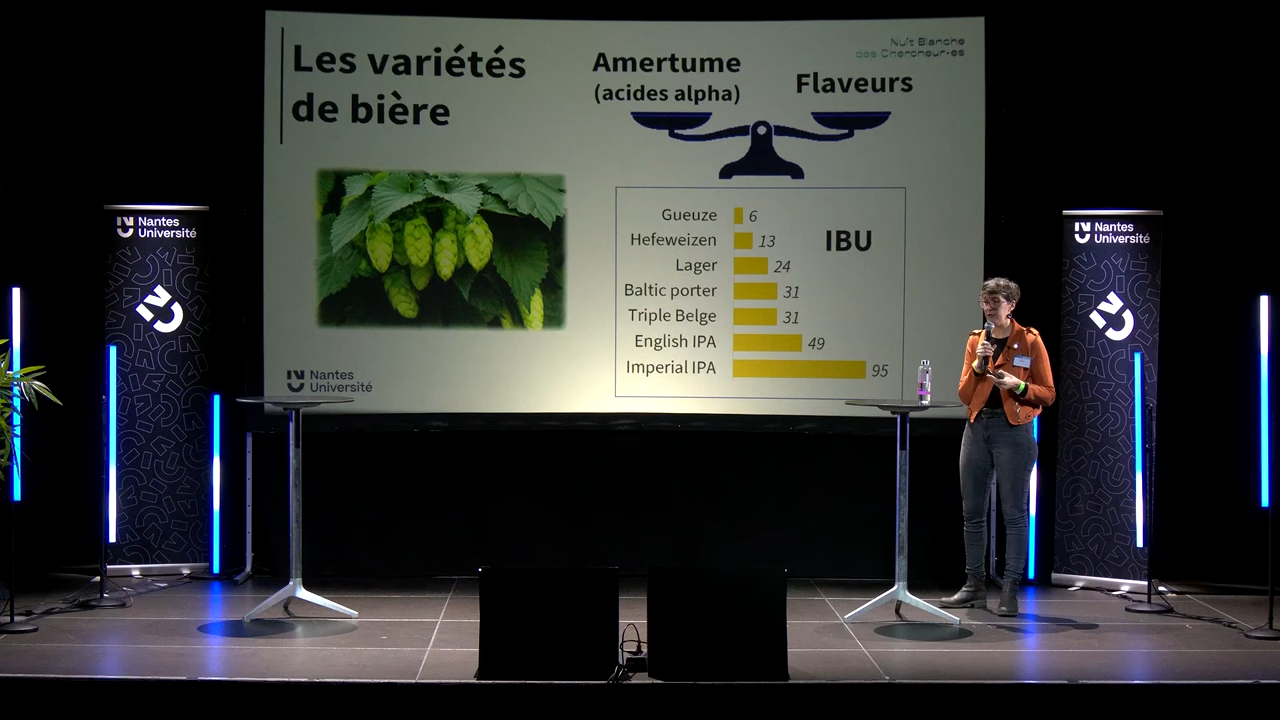 Les variétés
de bière
Amertume
(acides alpha)
Flaveurs
Nuit Blanche
des Chercheur·es
Gueuze 6
Hefeweizen 13
IBU
Lager 24
Baltic porter 31
Triple Belge 31
English IPA 49
Imperial IPA 95
Nantes
Université
Nantes
Université
Nantes
Université